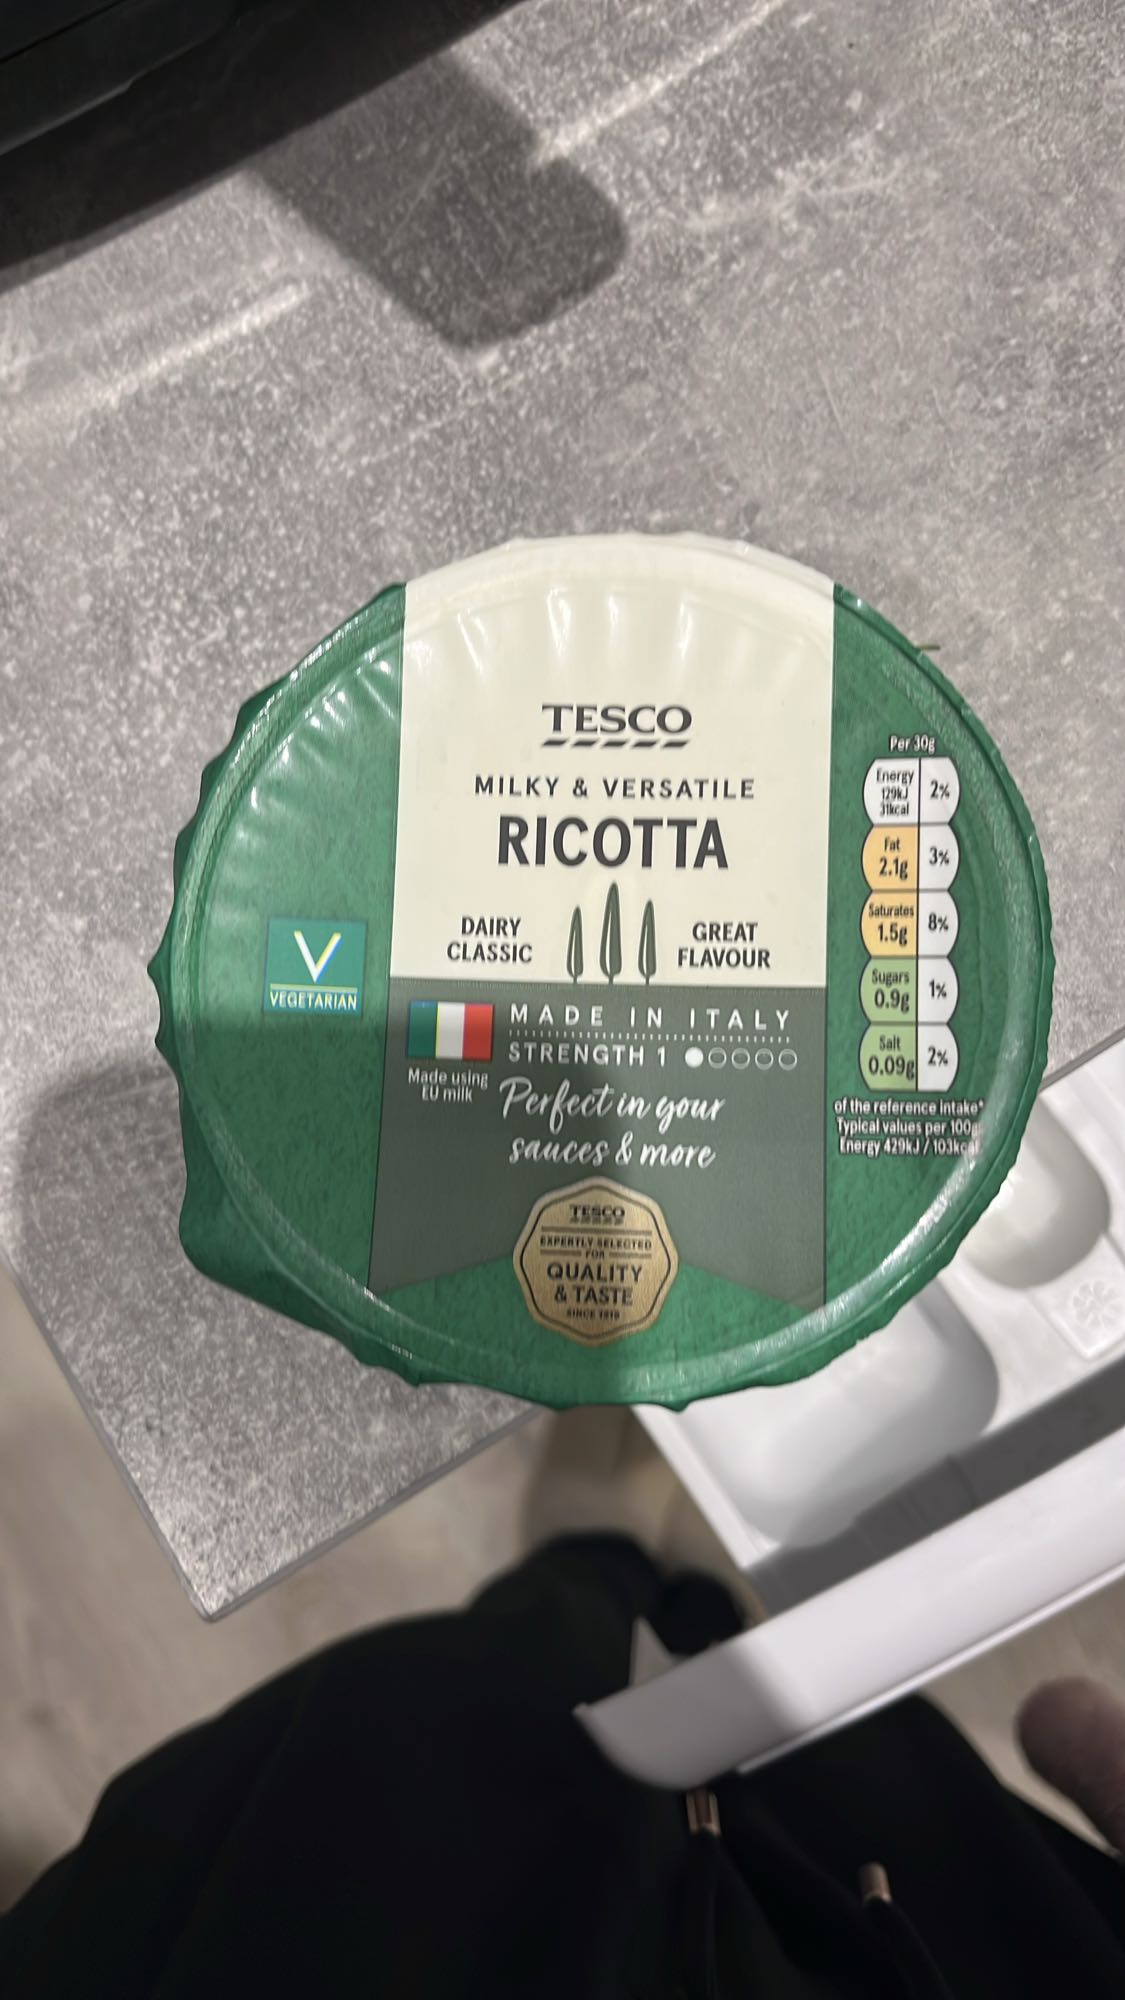 TESCO
MILKY & VERSATILE
RICOTTA
DAIRY
CLASSIC
GREAT
FLAVOUR
V
VEGETARIAN
MADE IN ITALY
STRENGTH 1
Made using
EU milk
Perfect in your
sauces & more
TESCO
EXPERTLY SELECTED
FOR
QUALITY
& TASTE
SINCE 1919
Per 30g
Energy
129kJ
31kcal
2%
Fat
2.1g
3%
Saturates
1.5g
8%
Sugars
0.9g
1%
Salt
0.09g
2%
of the reference intake*
Typical values per 100g
Energy 429kJ / 103kcal